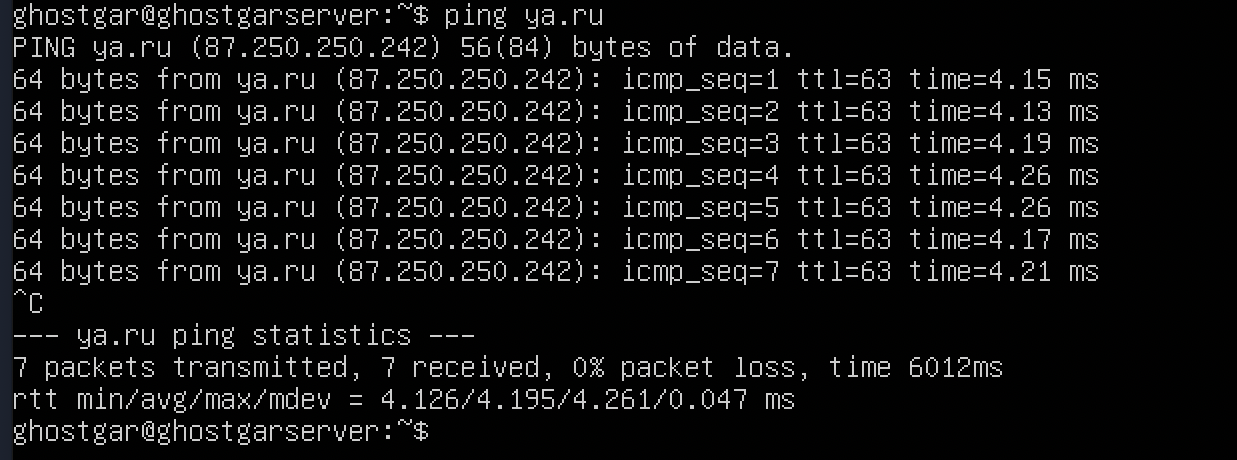 ghostgar@ghostgarserver:~$ ping ya.ru
PING ya.ru (87.250.250.242) 56(84) bytes of data.
64 bytes from ya.ru (87.250.250.242): icmp_seq=1 ttl=63 time=4.15 ms
64 bytes from ya.ru (87.250.250.242): icmp_seq=2 ttl=63 time=4.13 ms
64 bytes from ya.ru (87.250.250.242): icmp_seq=3 ttl=63 time=4.19 ms
64 bytes from ya.ru (87.250.250.242): icmp_seq=4 ttl=63 time=4.26 ms
64 bytes from ya.ru (87.250.250.242): icmp_seq=5 ttl=63 time=4.26 ms
64 bytes from ya.ru (87.250.250.242): icmp_seq=6 ttl=63 time=4.17 ms
64 bytes from ya.ru (87.250.250.242): icmp_seq=7 ttl=63 time=4.21 ms
^C
--- ya.ru ping statistics ---
7 packets transmitted, 7 received, 0% packet loss, time 6012ms
rtt min/avg/max/mdev = 4.126/4.195/4.261/0.047 ms
ghostgar@ghostgarserver:~$